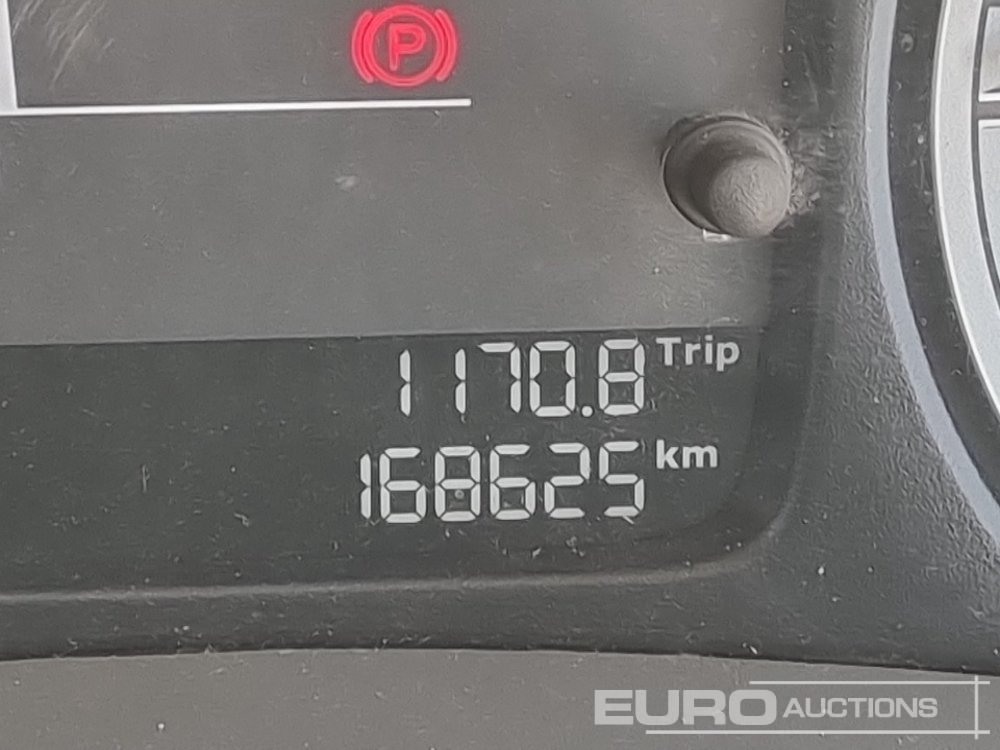 P
1170.8 Trip
168625 km
EURO AUCTIONS